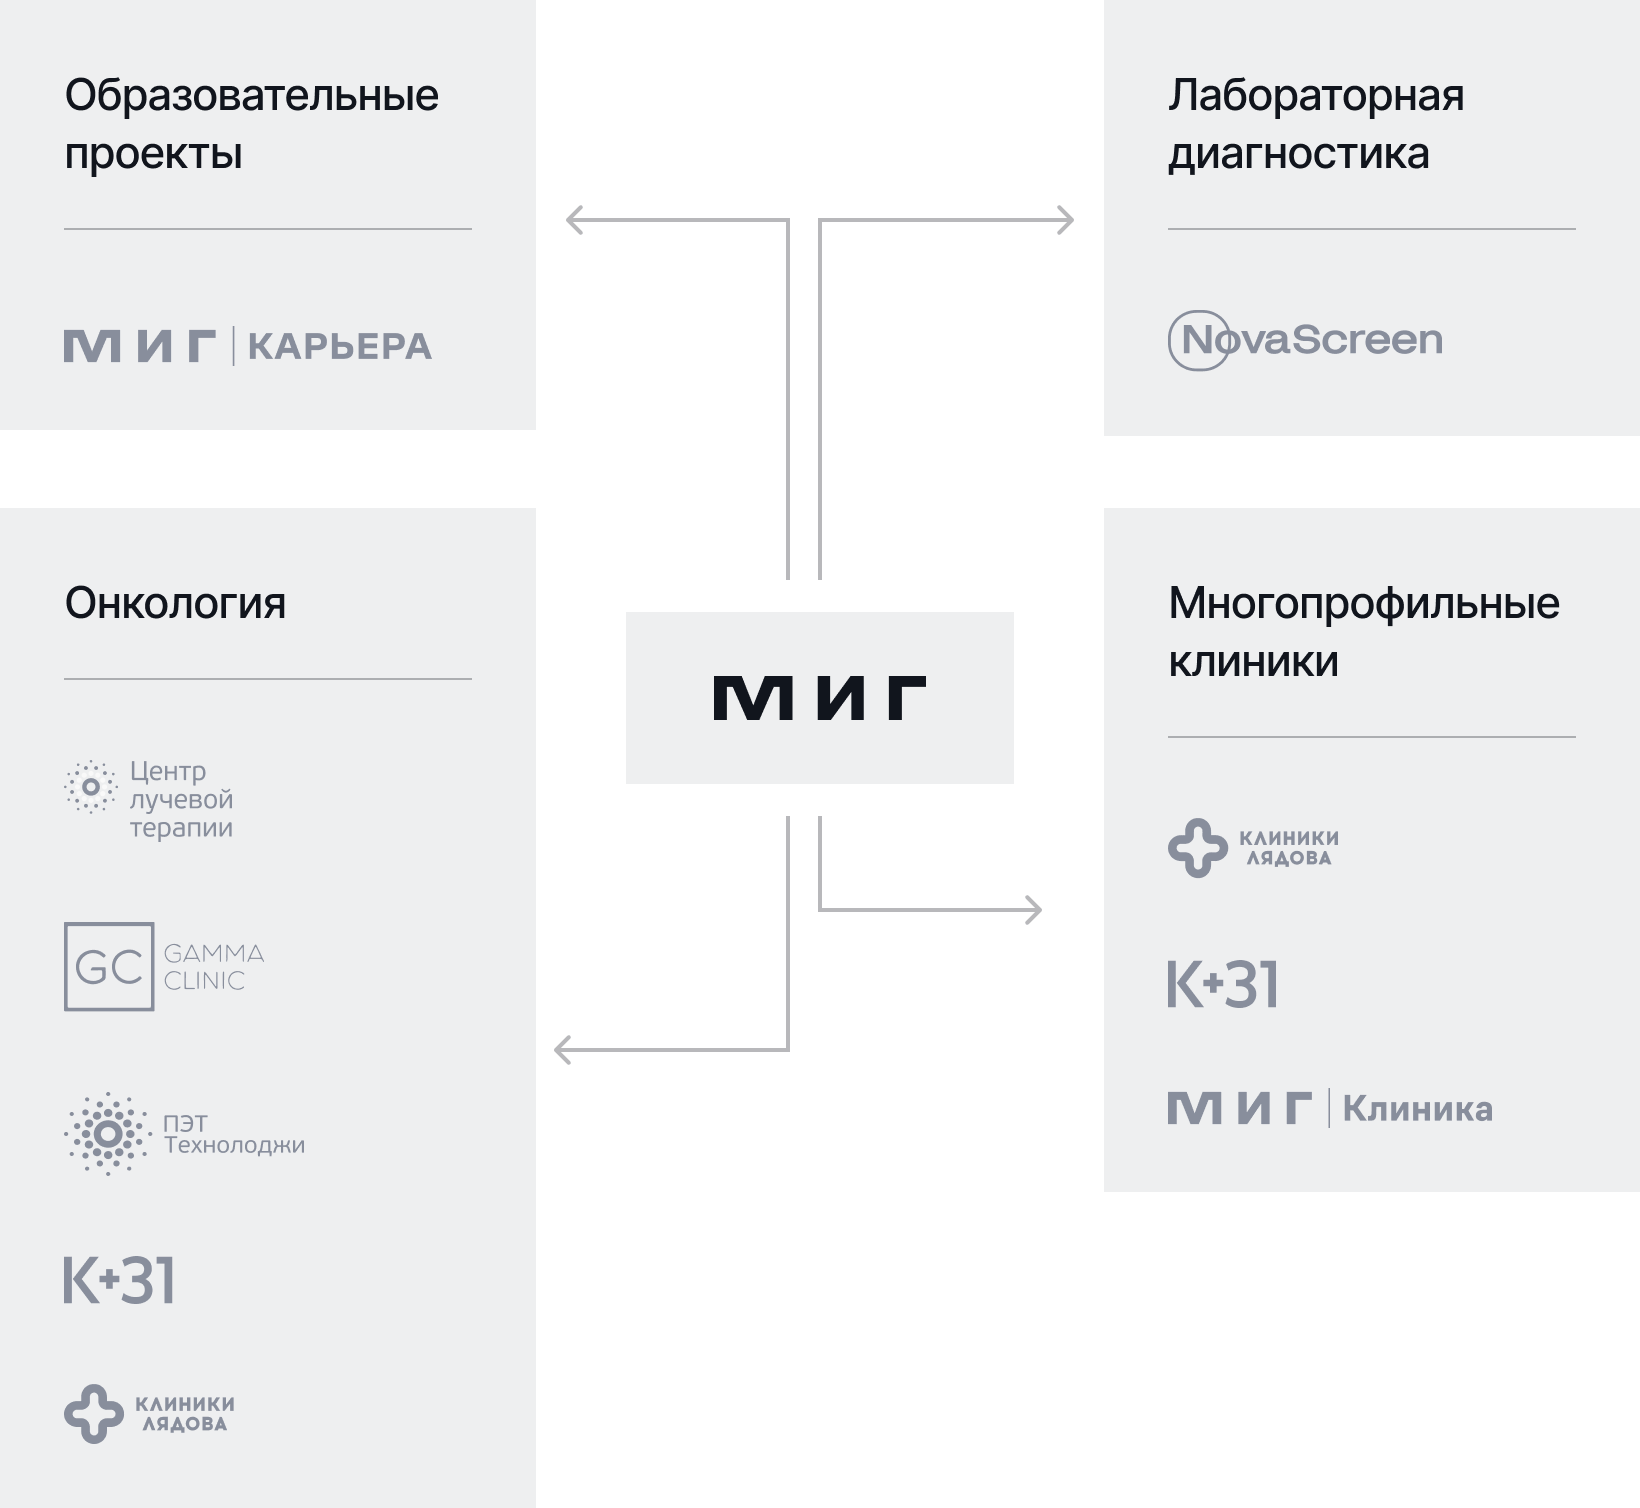 Образовательные
проекты
МИГ | КАРЬЕРА
Лабораторная
диагностика
NovaScreen
Онкология
Центр
лучевой
терапии
GC
GAMMA
CLINIC
ПЭТ
Технолоджи
К+31
КЛИНИКИ
ЛЯДОВА
МИГ
Многопрофильные
клиники
КЛИНИКИ
ЛЯДОВА
К+31
МИГ | Клиника